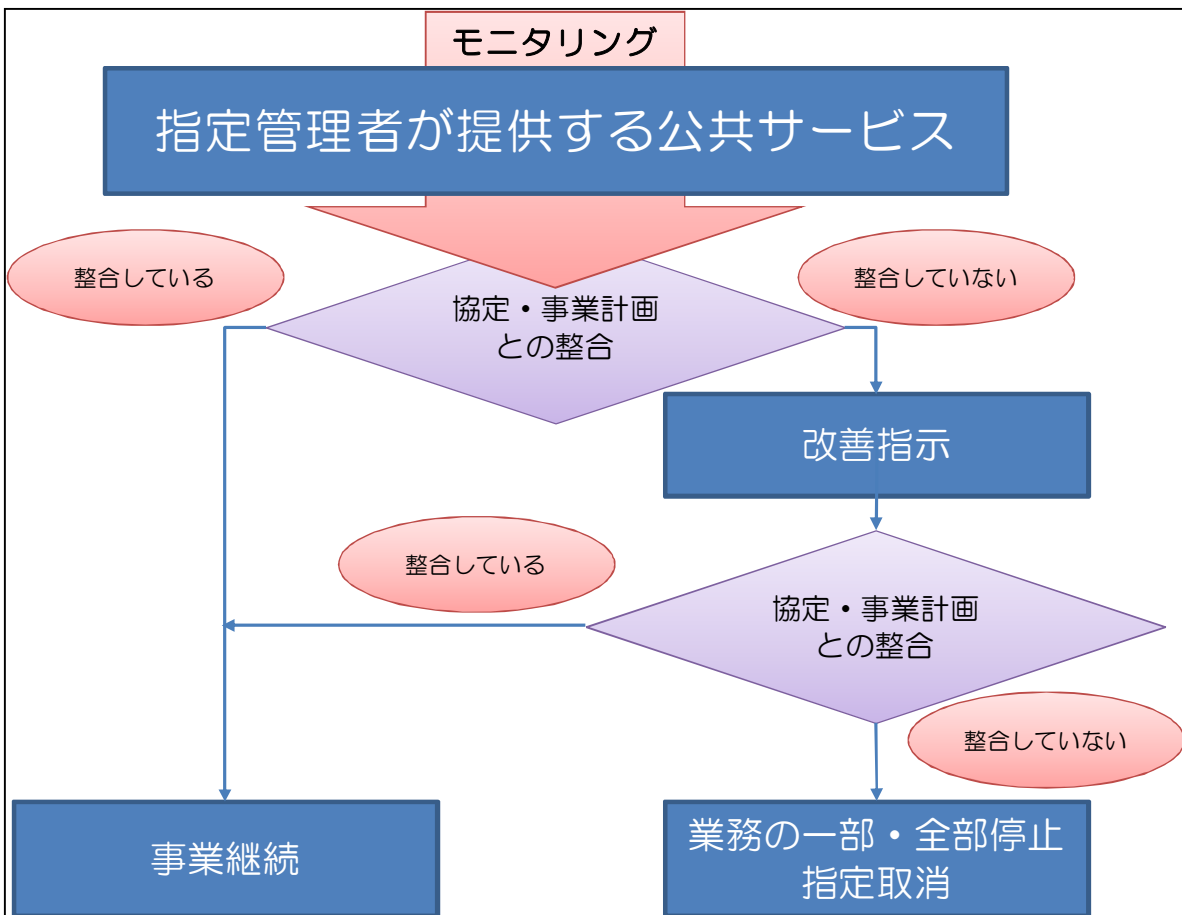 モニタリング
指定管理者が提供する公共サービス
整合している
整合していない
協定・事業計画
との整合
改善指示
整合している
協定・事業計画
との整合
整合していない
事業継続
業務の一部・全部停止
指定取消